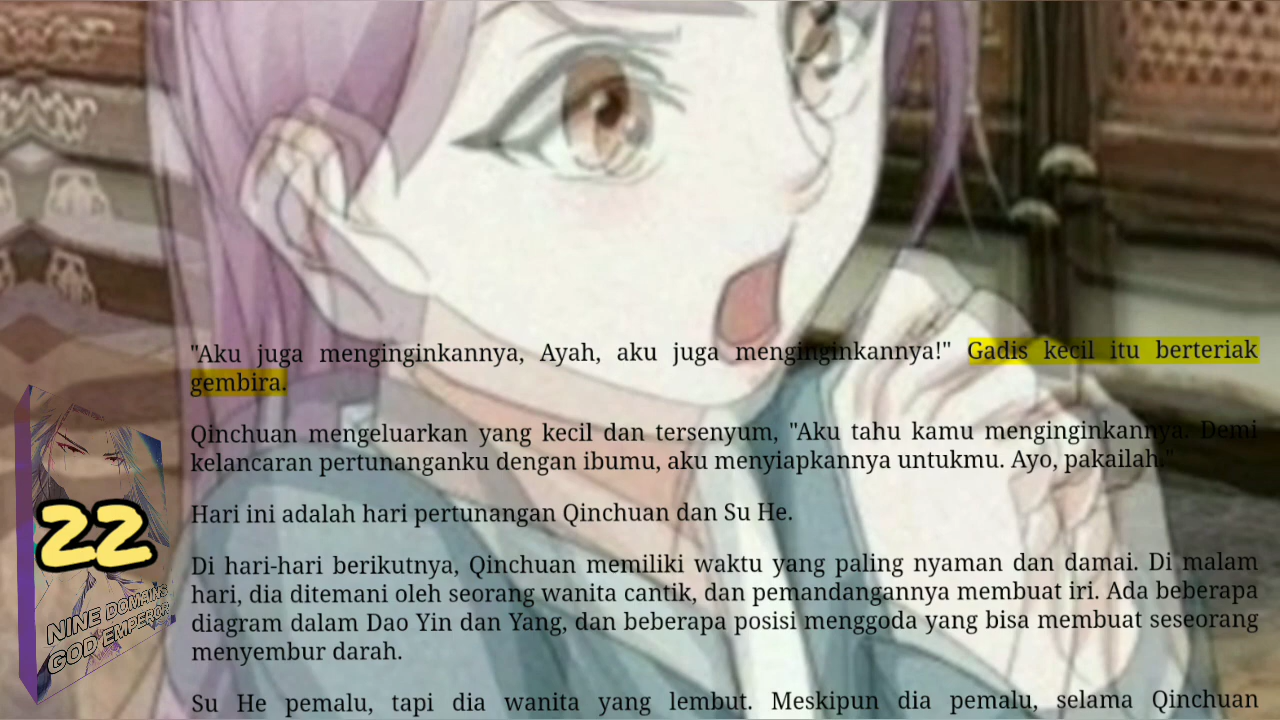 "Aku juga menginginkannya, Ayah, aku juga menginginkannya!" Gadis kecil itu berteriak
gembira.
Qinchuan mengeluarkan yang kecil dan tersenyum, "Aku tahu kamu menginginkannya. Demi
kelancaran pertunanganku dengan ibumu, aku menyiapkannya untukmu. Ayo, pakailah."
Hari ini adalah hari pertunangan Qinchuan dan Su He.
Di hari-hari berikutnya, Qinchuan memiliki waktu yang paling nyaman dan damai. Di malam
hari, dia ditemani oleh seorang wanita cantik, dan pemandangannya membuat iri. Ada beberapa
diagram dalam Dao Yin dan Yang, dan beberapa posisi menggoda yang bisa membuat seseorang
menyembur darah.
Su He pemalu, tapi dia wanita yang lembut. Meskipun dia pemalu, selama Qinchuan
22
NINE DOMAINS
GOD EMPEROR